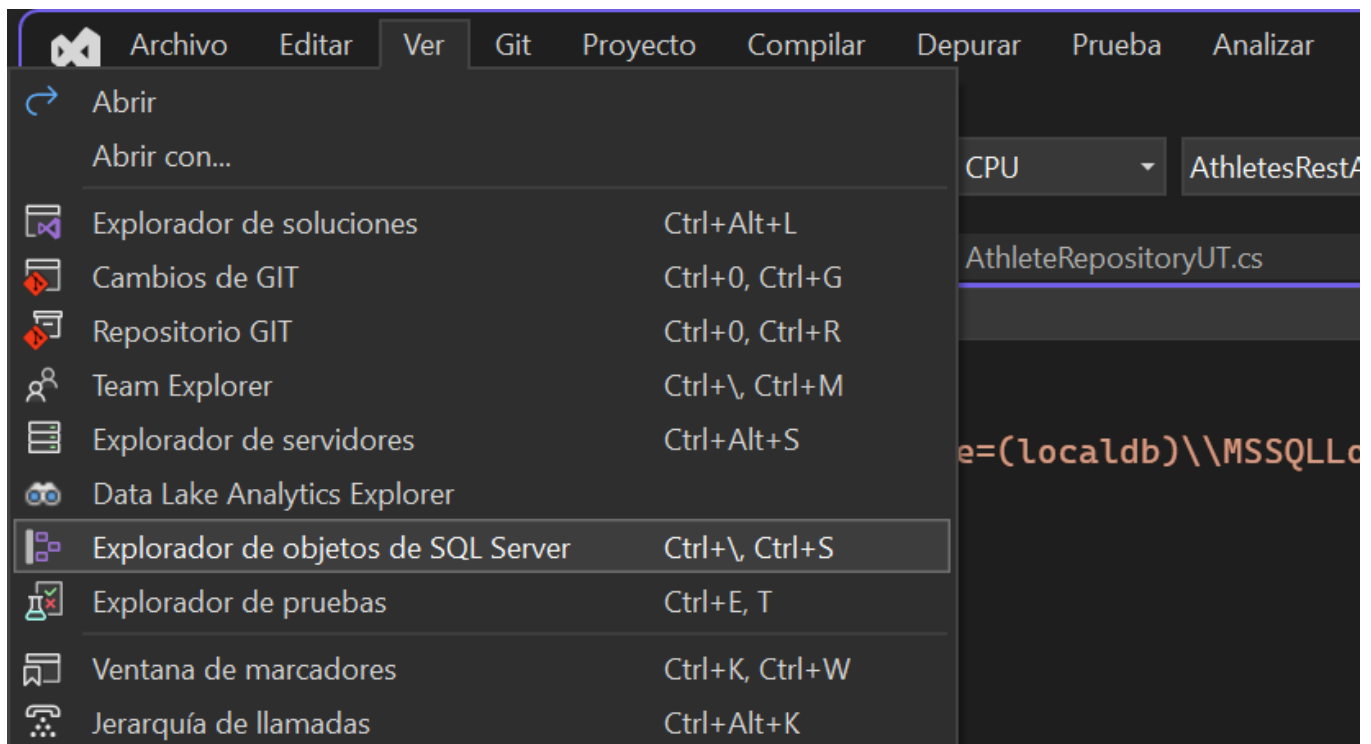 Archivo Editar Ver Git Proyecto Compilar Depurar Prueba Analizar
Abrir
Abrir con...
CPU AthletesRestA
Explorador de soluciones Ctrl+Alt+L
AthleteRepositoryUT.cs
Cambios de GIT Ctrl+0, Ctrl+G
Repositorio GIT Ctrl+0, Ctrl+R
Team Explorer Ctrl+\, Ctrl+M
Explorador de servidores Ctrl+Alt+S
e=(localdb)\\MSSQLLo
Data Lake Analytics Explorer
Explorador de objetos de SQL Server Ctrl+\, Ctrl+S
Explorador de pruebas Ctrl+E, T
Ventana de marcadores Ctrl+K, Ctrl+W
Jerarquía de llamadas Ctrl+Alt+K